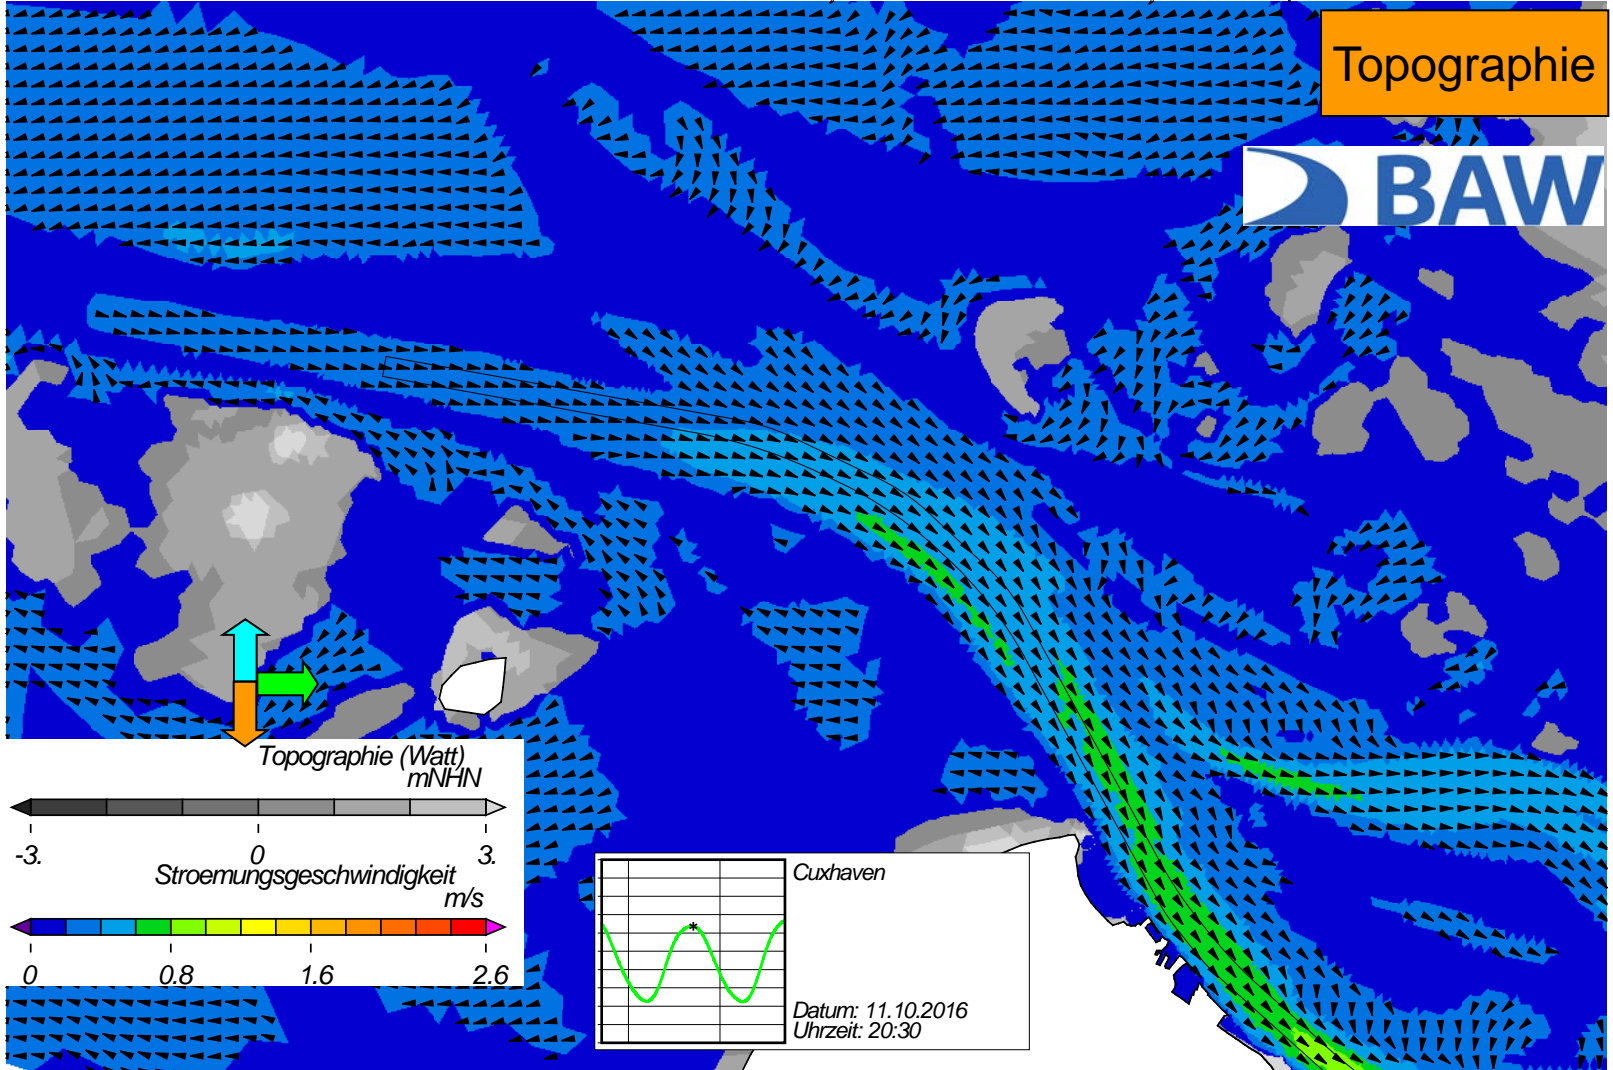 Topographie
BAW
Topographie (Watt)
mNHN
-3. 0 3.
Stroemungsgeschwindigkeit
m/s
0 0.8 1.6 2.6
Cuxhaven
*
Datum: 11.10.2016
Uhrzeit: 20:30